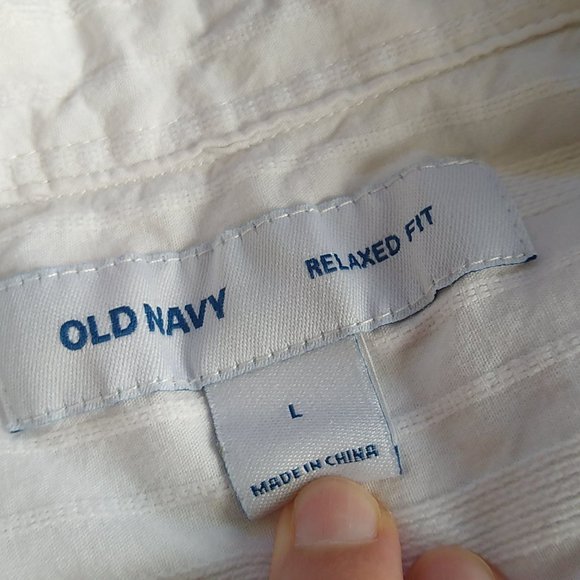 OLD NAVY
RELAXED FIT
L
MADE IN CHINA